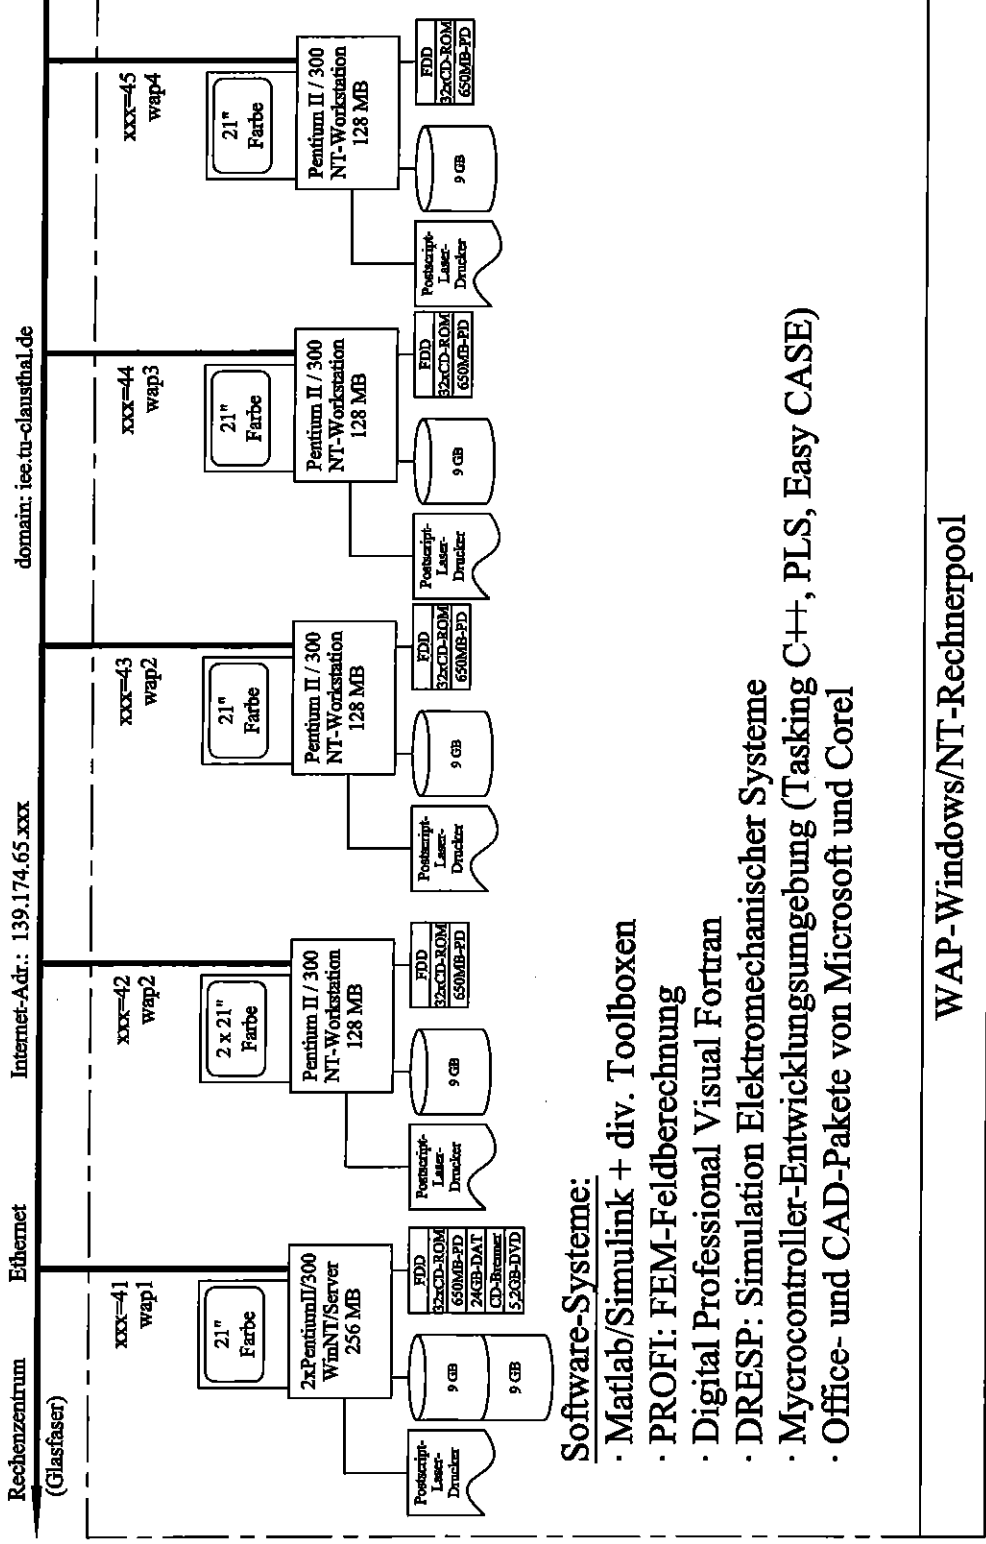 Rechenzentrum
(Glasfaser)
Ethernet
Internet-Adr.: 139.174.65.xxx
domain: iee.tu-clausthal.de
xxx=41
wap1
21"
Farbe
2xPentiumII/300
WinNT/Server
256 MB
Postscript-
Laser-
Drucker
9 GB
9 GB
FDD
32xCD-ROM
650MB-PD
24GB-DAT
CD-Brenner
5,2GB-DVD
xxx=42
wap2
2 x 21"
Farbe
Pentium II / 300
NT-Workstation
128 MB
Postscript-
Laser-
Drucker
9 GB
FDD
32xCD-ROM
650MB-PD
xxx=43
wap2
21"
Farbe
Pentium II / 300
NT-Workstation
128 MB
Postscript-
Laser-
Drucker
9 GB
FDD
32xCD-ROM
650MB-PD
xxx=44
wap3
21"
Farbe
Pentium II / 300
NT-Workstation
128 MB
Postscript-
Laser-
Drucker
9 GB
FDD
32xCD-ROM
650MB-PD
xxx=45
wap4
21"
Farbe
Pentium II / 300
NT-Workstation
128 MB
Postscript-
Laser-
Drucker
9 GB
FDD
32xCD-ROM
650MB-PD
Software-Systeme:
· Matlab/Simulink + div. Toolboxen
· PROFI: FEM-Feldberechnung
· Digital Professional Visual Fortran
· DRESP: Simulation Elektromechanischer Systeme
· Mycrocontroller-Entwicklungsumgebung (Tasking C++, PLS, Easy CASE)
· Office- und CAD-Pakete von Microsoft und Corel
WAP-Windows/NT-Rechnerpool